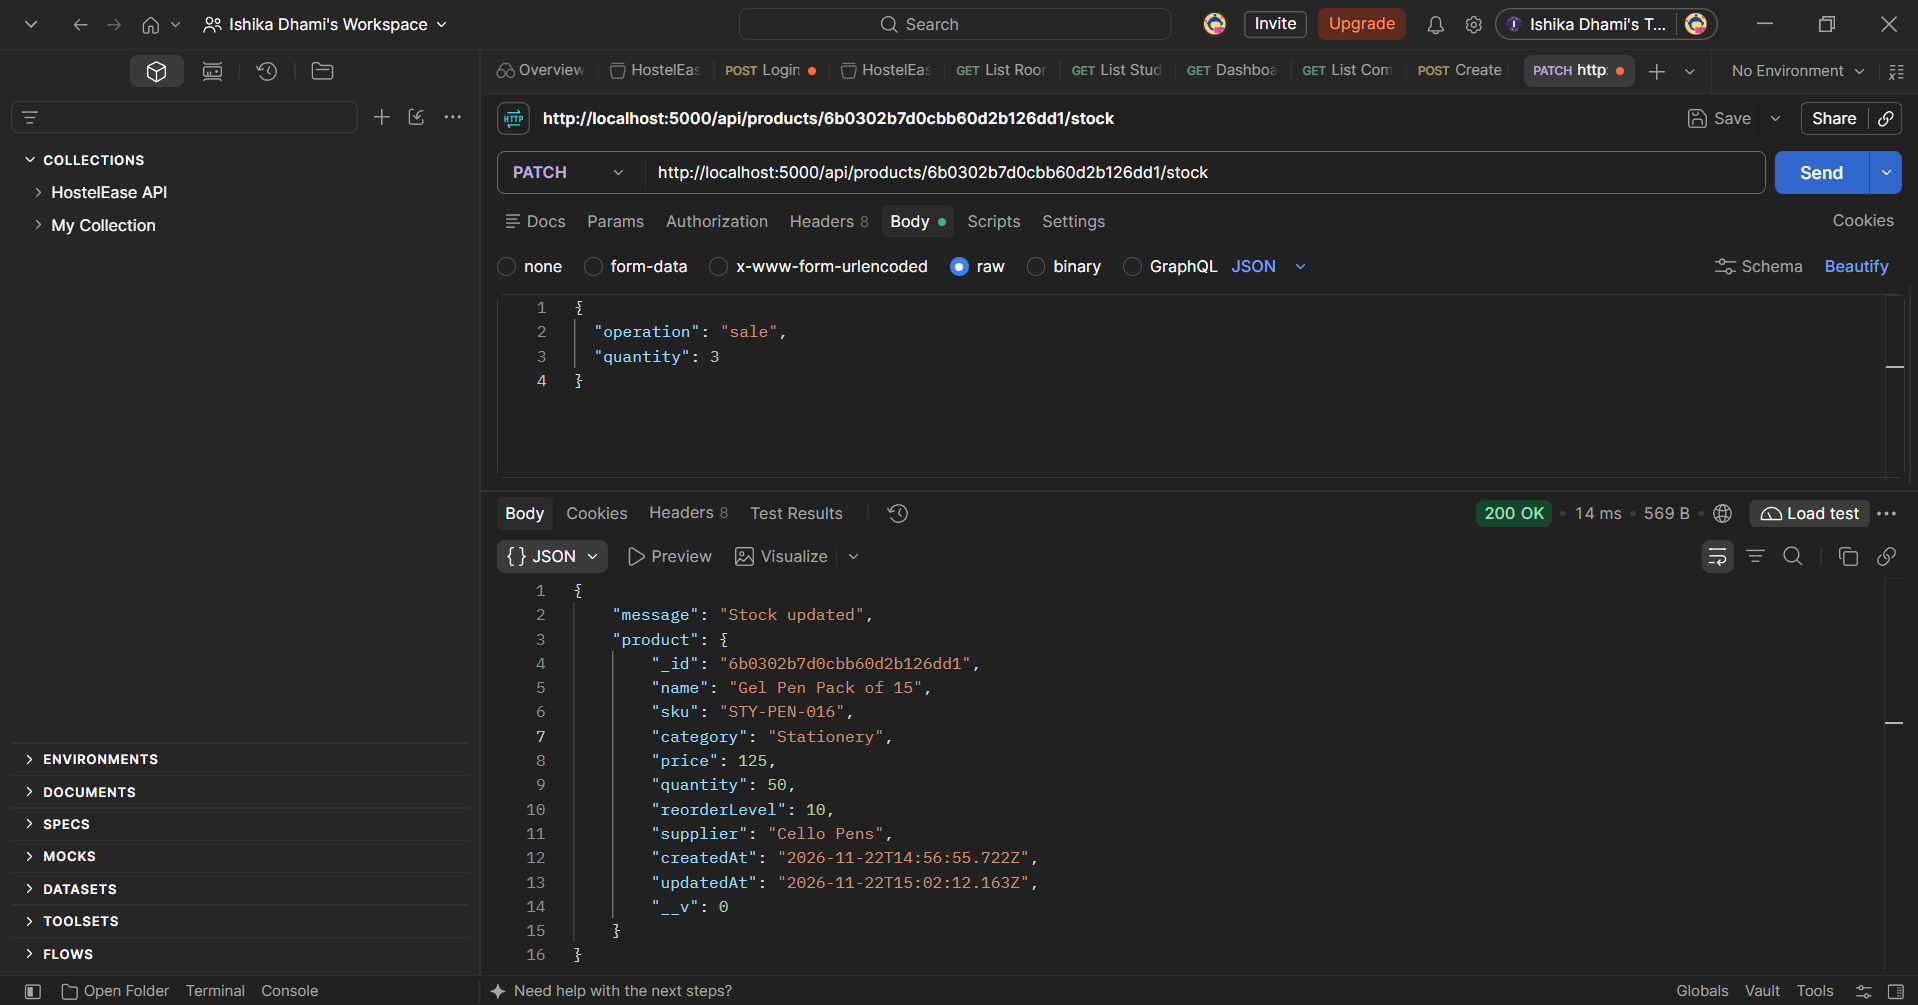 Ishika Dhami's Workspace
Search
Invite
Upgrade
Ishika Dhami's T...
Overview
HostelEas
POST Login
HostelEas
GET List Roor
GET List Stud
GET Dashboa
GET List Com
POST Create
PATCH http:
No Environment
HTTP http://localhost:5000/api/products/6b0302b7d0cbb60d2b126dd1/stock
Save
Share
COLLECTIONS
HostelEase API
My Collection
PATCH
http://localhost:5000/api/products/6b0302b7d0cbb60d2b126dd1/stock
Send
Docs Params Authorization Headers 8 Body Scripts Settings
Cookies
none form-data x-www-form-urlencoded raw binary GraphQL JSON
Schema Beautify
1 {
2 "operation": "sale",
3 "quantity": 3
4 }
Body Cookies Headers 8 Test Results
200 OK • 14 ms • 569 B •
Load test
{} JSON Preview Visualize
1 {
2 "message": "Stock updated",
3 "product": {
4 "_id": "6b0302b7d0cbb60d2b126dd1",
5 "name": "Gel Pen Pack of 15",
6 "sku": "STY-PEN-016",
7 "category": "Stationery",
8 "price": 125,
9 "quantity": 50,
10 "reorderLevel": 10,
11 "supplier": "Cello Pens",
12 "createdAt": "2026-11-22T14:56:55.722Z",
13 "updatedAt": "2026-11-22T15:02:12.163Z",
14 "__v": 0
15 }
16 }
ENVIRONMENTS
DOCUMENTS
SPECS
MOCKS
DATASETS
TOOLSETS
FLOWS
Open Folder Terminal Console
Need help with the next steps?
Globals Vault Tools